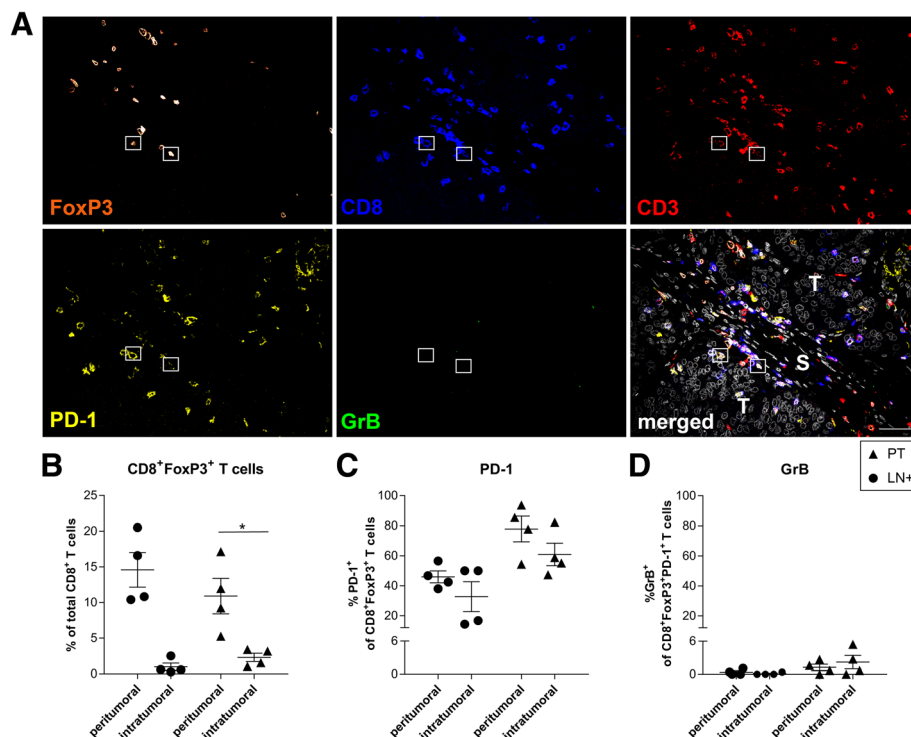 A
FoxP3
CD8
CD3
PD-1
GrB
T
S
T
merged
B
CD8+FoxP3+ T cells
% of total CD8+ T cells
25
20
15
10
5
0
*
peritumoral
intratumoral
peritumoral
intratumoral
C
PD-1
% PD-1+
of CD8+FoxP3+ T cells
100
80
60
40
20
6
0
peritumoral
intratumoral
peritumoral
intratumoral
D
GrB
%GrB+
of CD8+FoxP3+PD-1+ T cells
100
80
60
40
20
6
0
peritumoral
intratumoral
peritumoral
intratumoral
PT
LN+